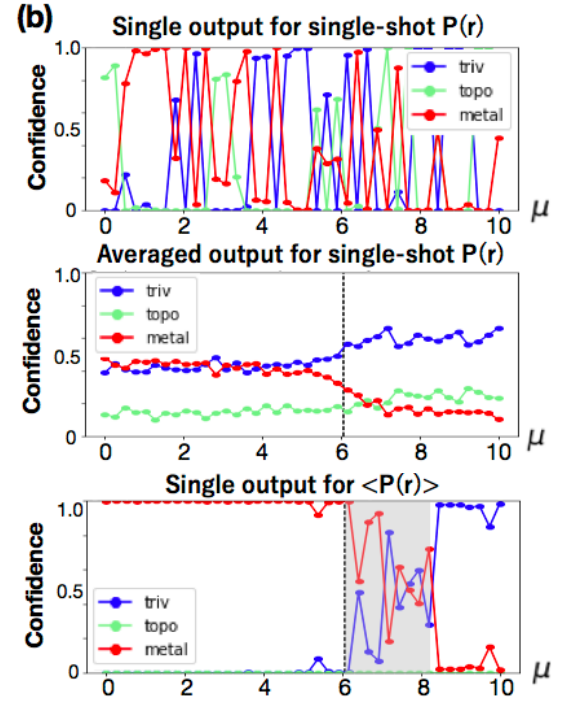 (b)
Single output for single-shot P(r)
Confidence
1.0
0.5
0
triv
topo
metal
0 2 4 6 8 10 μ
Averaged output for single-shot P(r)
Confidence
1.0
0.5
0
triv
topo
metal
0 2 4 6 8 10 μ
Single output for <P(r)>
Confidence
1.0
0.5
0
triv
topo
metal
0 2 4 6 8 10 μ